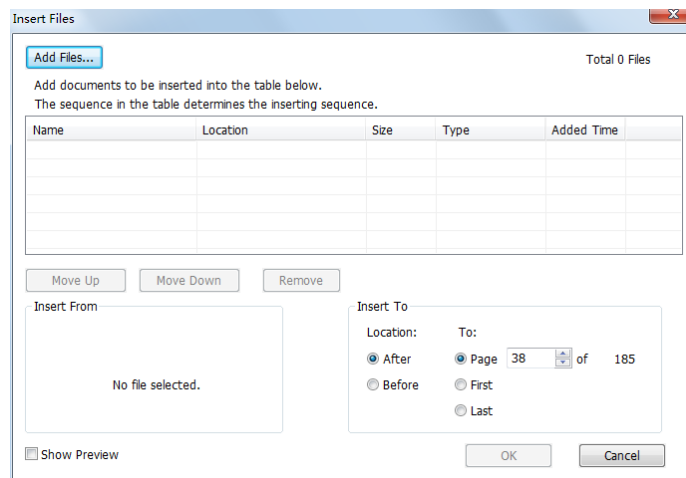 Insert Files
Add Files...
Total 0 Files
Add documents to be inserted into the table below.
The sequence in the table determines the inserting sequence.
Name Location Size Type Added Time
Move Up Move Down Remove
Insert From
No file selected.
Insert To
Location: To:
After Page 38 of 185
Before First
Last
Show Preview
OK Cancel